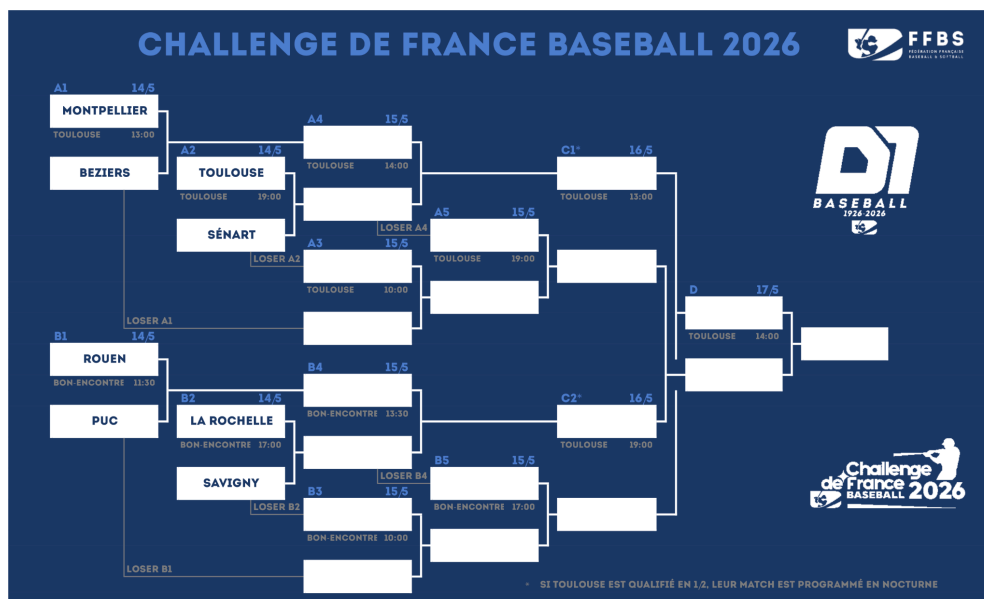 CHALLENGE DE FRANCE BASEBALL 2026
FFBS
FÉDÉRATION FRANÇAISE
BASEBALL & SOFTBALL
A1 14/5
MONTPELLIER
TOULOUSE 13:00
BEZIERS
A2 14/5
TOULOUSE
TOULOUSE 19:00
SÉNART
LOSER A2
A4 15/5
TOULOUSE 14:00
LOSER A4
A3 15/5
TOULOUSE 10:00
LOSER A1
A5 15/5
TOULOUSE 19:00
C1* 16/5
TOULOUSE 13:00
D1
BASEBALL
1926-2026
D 17/5
TOULOUSE 14:00
B1 14/5
ROUEN
BON-ENCONTRE 11:30
PUC
B2 14/5
LA ROCHELLE
BON-ENCONTRE 17:00
SAVIGNY
LOSER B2
B4 15/5
BON-ENCONTRE 13:30
LOSER B4
B3 15/5
BON-ENCONTRE 10:00
LOSER B1
B5 15/5
BON-ENCONTRE 17:00
C2* 16/5
TOULOUSE 19:00
Challenge
de France
BASEBALL 2026
* SI TOULOUSE EST QUALIFIÉ EN 1/2, LEUR MATCH EST PROGRAMMÉ EN NOCTURNE